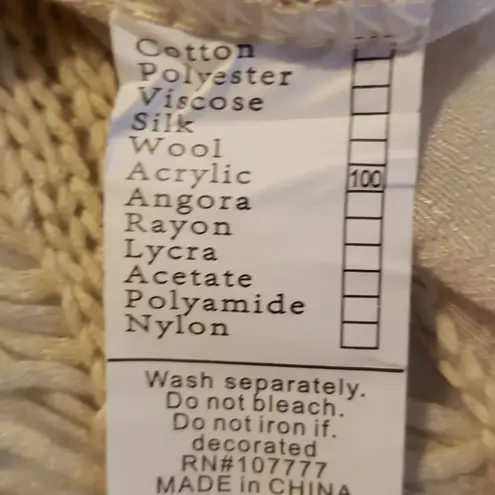 Cotton
Polyester
Viscose
Silk
Wool
Acrylic 100
Angora
Rayon
Lycra
Acetate
Polyamide
Nylon
Wash separately.
Do not bleach.
Do not iron if.
decorated
RN#107777
MADE in CHINA